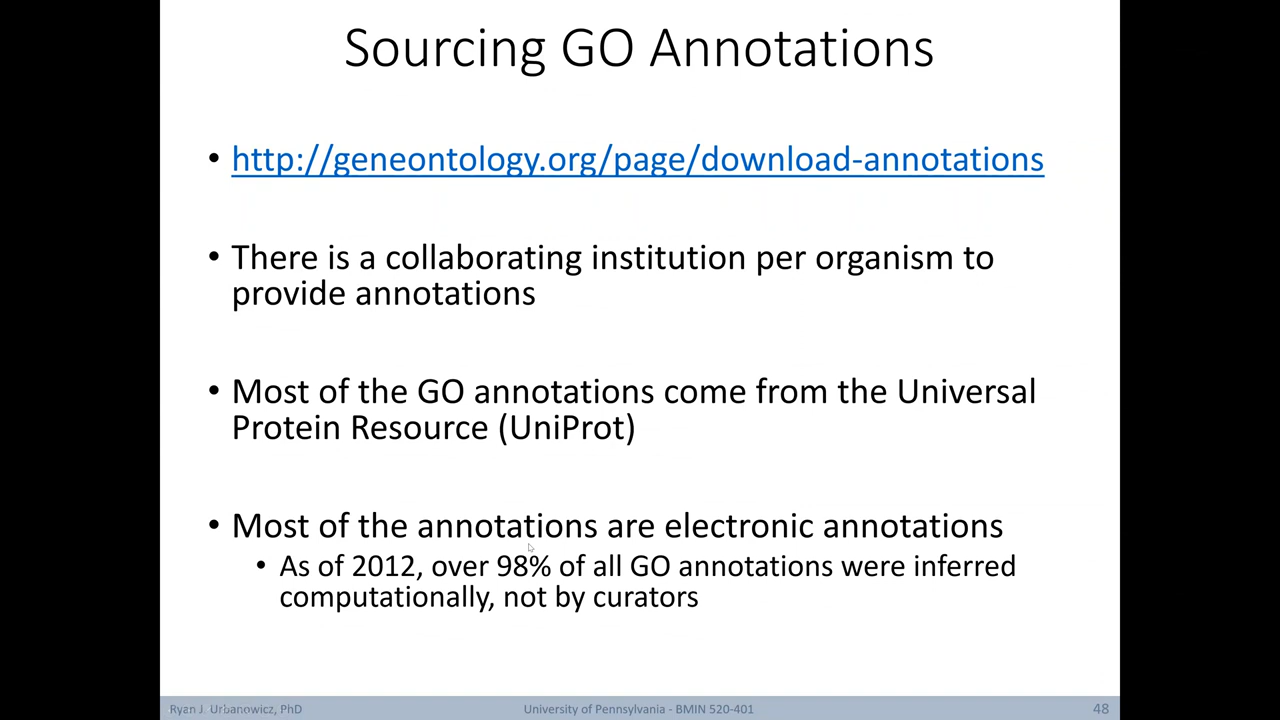 Sourcing GO Annotations
• http://geneontology.org/page/download-annotations
• There is a collaborating institution per organism to
provide annotations
• Most of the GO annotations come from the Universal
Protein Resource (UniProt)
• Most of the annotations are electronic annotations
• As of 2012, over 98% of all GO annotations were inferred
computationally, not by curators
Ryan J. Urbanowicz, PhD
University of Pennsylvania - BMIN 520-401
48